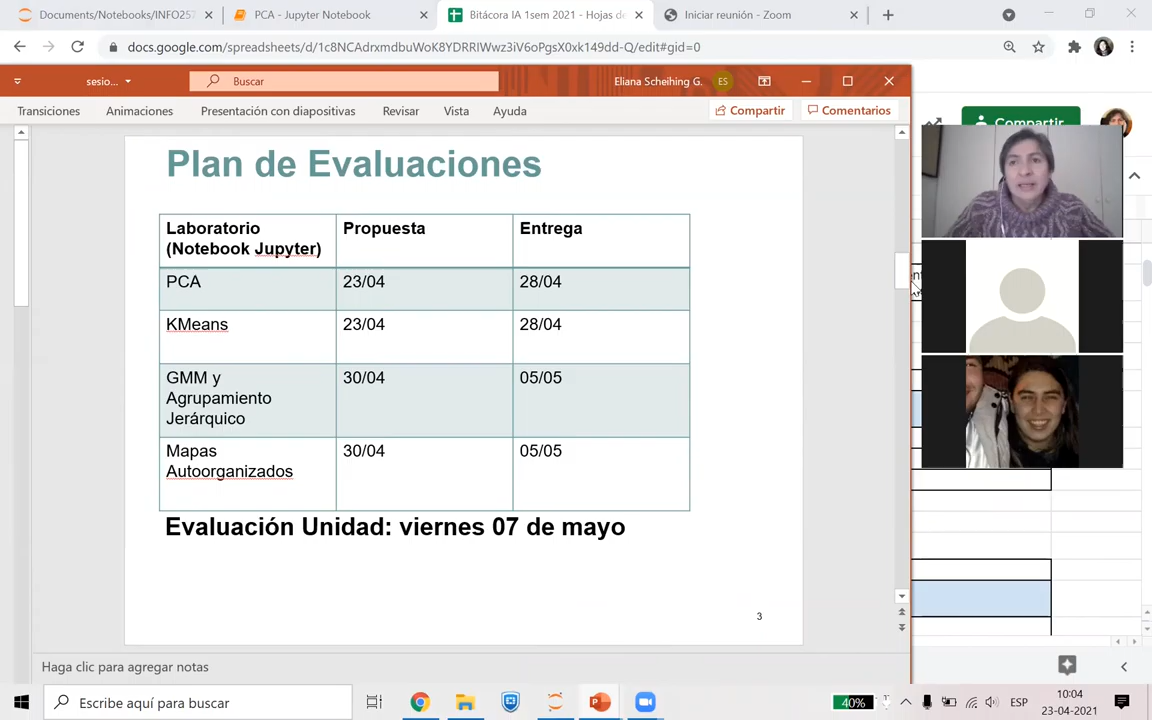 Documents/Notebooks/INFO257
PCA - Jupyter Notebook
Bitácora IA 1sem 2021 - Hojas de
Iniciar reunión - Zoom
docs.google.com/spreadsheets/d/1c8NCAdrxmdbuWoK8YDRRIWwz3iV6oPgsX0xk149dd-Q/edit#gid=0
sesio...
Buscar
Eliana Scheihing G.
ES
Transiciones
Animaciones
Presentación con diapositivas
Revisar
Vista
Ayuda
Compartir
Comentarios
Compartir
Plan de Evaluaciones
Laboratorio
(Notebook Jupyter)
Propuesta
Entrega
PCA
23/04
28/04
KMeans
23/04
28/04
GMM y
Agrupamiento
Jerárquico
30/04
05/05
Mapas
Autoorganizados
30/04
05/05
Evaluación Unidad: viernes 07 de mayo
3
Haga clic para agregar notas
Escribe aquí para buscar
40%
ESP
10:04
23-04-2021